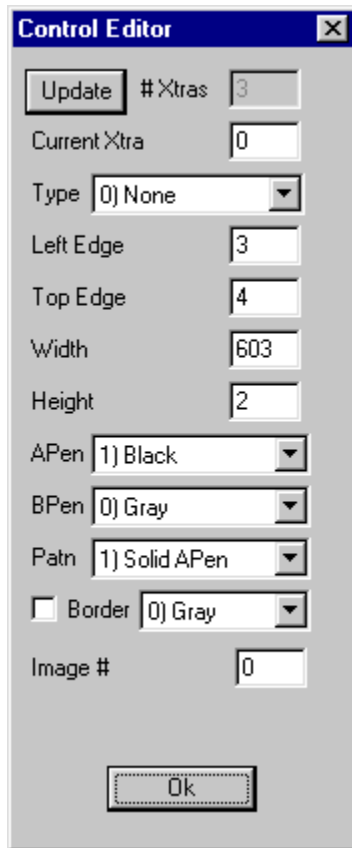 Control Editor
Update # Xtras 3
Current Xtra 0
Type 0) None
Left Edge 3
Top Edge 4
Width 603
Height 2
APen 1) Black
BPen 0) Gray
Patn 1) Solid APen
Border 0) Gray
Image # 0
Ok